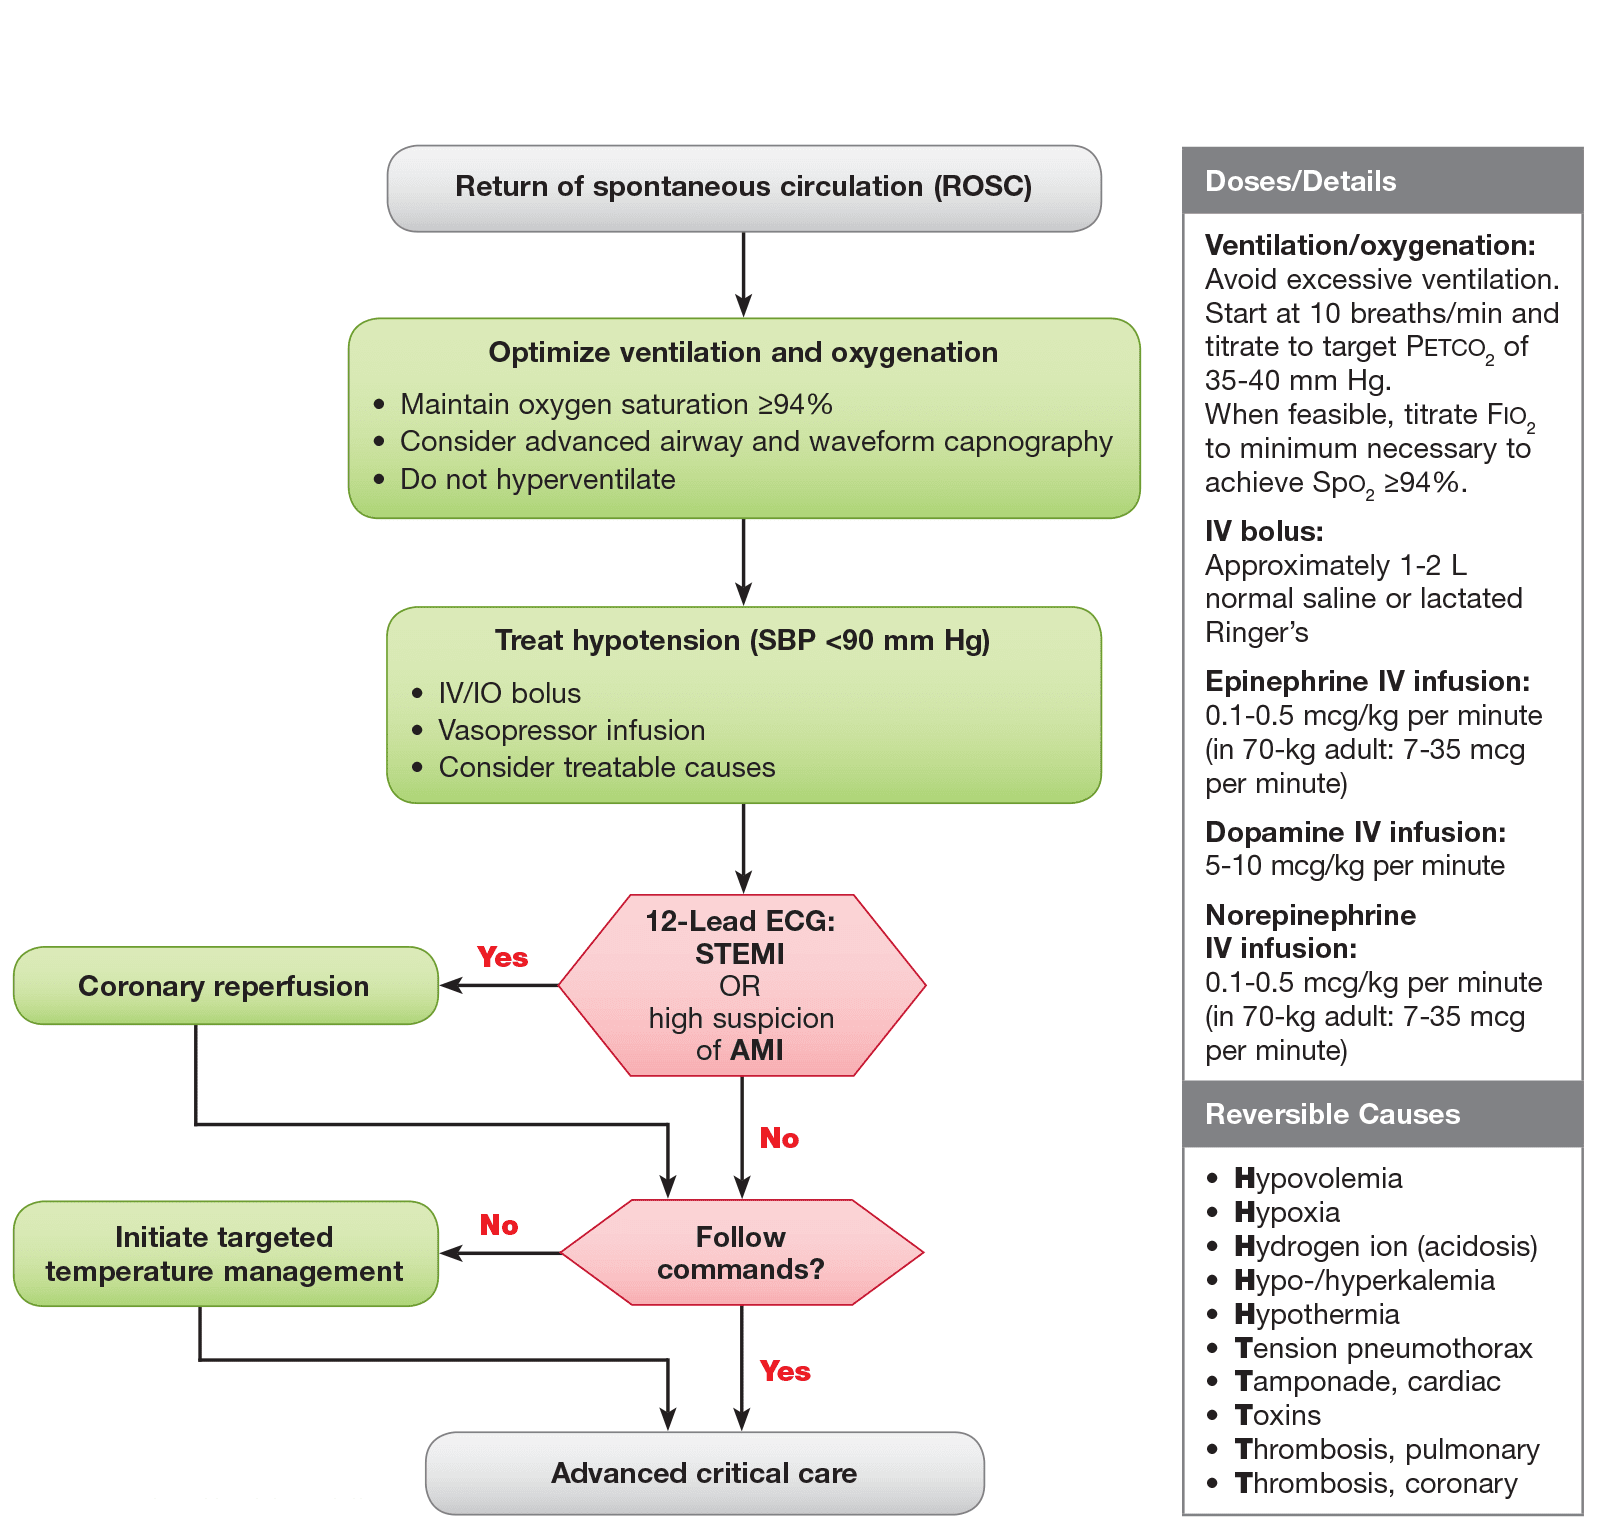 Return of spontaneous circulation (ROSC)
Optimize ventilation and oxygenation
• Maintain oxygen saturation ≥94%
• Consider advanced airway and waveform capnography
• Do not hyperventilate
Treat hypotension (SBP <90 mm Hg)
• IV/IO bolus
• Vasopressor infusion
• Consider treatable causes
12-Lead ECG:
STEMI
OR
high suspicion
of AMI
Yes
Coronary reperfusion
No
Follow
commands?
No
Initiate targeted
temperature management
Yes
Advanced critical care
Doses/Details
Ventilation/oxygenation:
Avoid excessive ventilation.
Start at 10 breaths/min and
titrate to target PETCO₂ of
35-40 mm Hg.
When feasible, titrate FIO₂
to minimum necessary to
achieve SpO₂ ≥94%.
IV bolus:
Approximately 1-2 L
normal saline or lactated
Ringer’s
Epinephrine IV infusion:
0.1-0.5 mcg/kg per minute
(in 70-kg adult: 7-35 mcg
per minute)
Dopamine IV infusion:
5-10 mcg/kg per minute
Norepinephrine
IV infusion:
0.1-0.5 mcg/kg per minute
(in 70-kg adult: 7-35 mcg
per minute)
Reversible Causes
• Hypovolemia
• Hypoxia
• Hydrogen ion (acidosis)
• Hypo-/hyperkalemia
• Hypothermia
• Tension pneumothorax
• Tamponade, cardiac
• Toxins
• Thrombosis, pulmonary
• Thrombosis, coronary